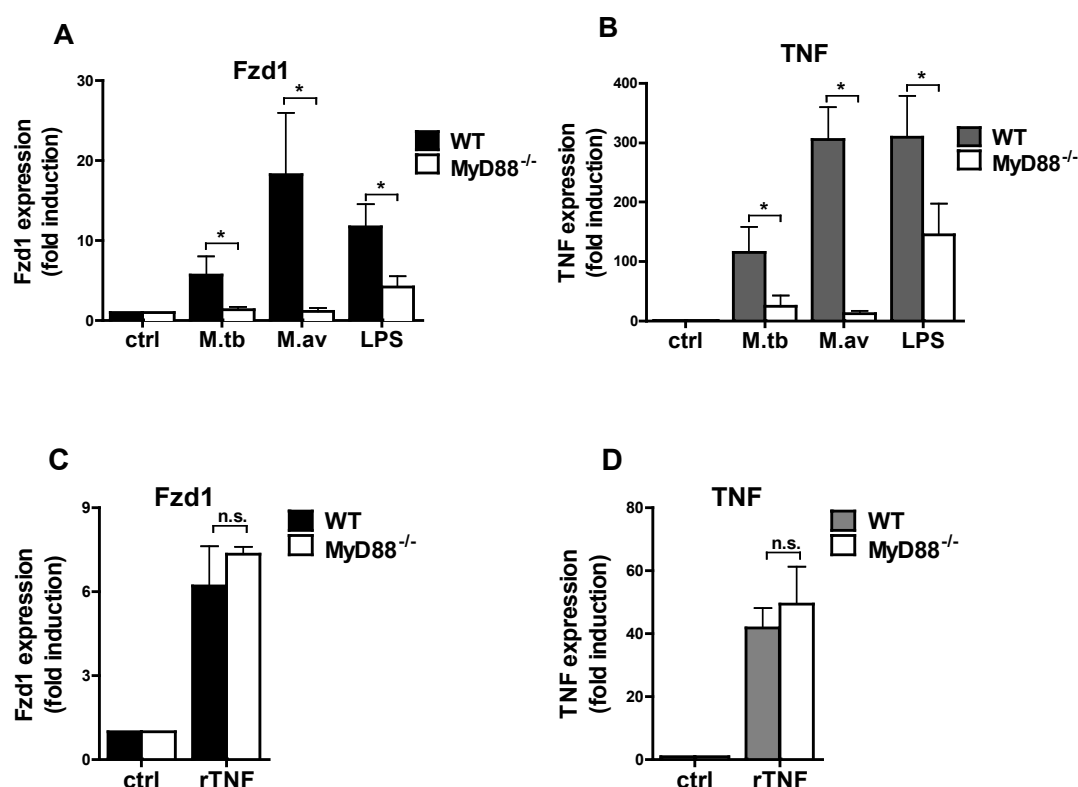 A
Fzd1
Fzd1 expression
(fold induction)
30
20
10
0
*
*
*
WT
MyD88-/-
ctrl M.tb M.av LPS
B
TNF
TNF expression
(fold induction)
400
300
200
100
0
*
*
*
WT
MyD88-/-
ctrl M.tb M.av LPS
C
Fzd1
Fzd1 expression
(fold induction)
9
6
3
0
n.s.
WT
MyD88-/-
ctrl rTNF
D
TNF
TNF expression
(fold induction)
80
60
40
20
0
n.s.
WT
MyD88-/-
ctrl rTNF